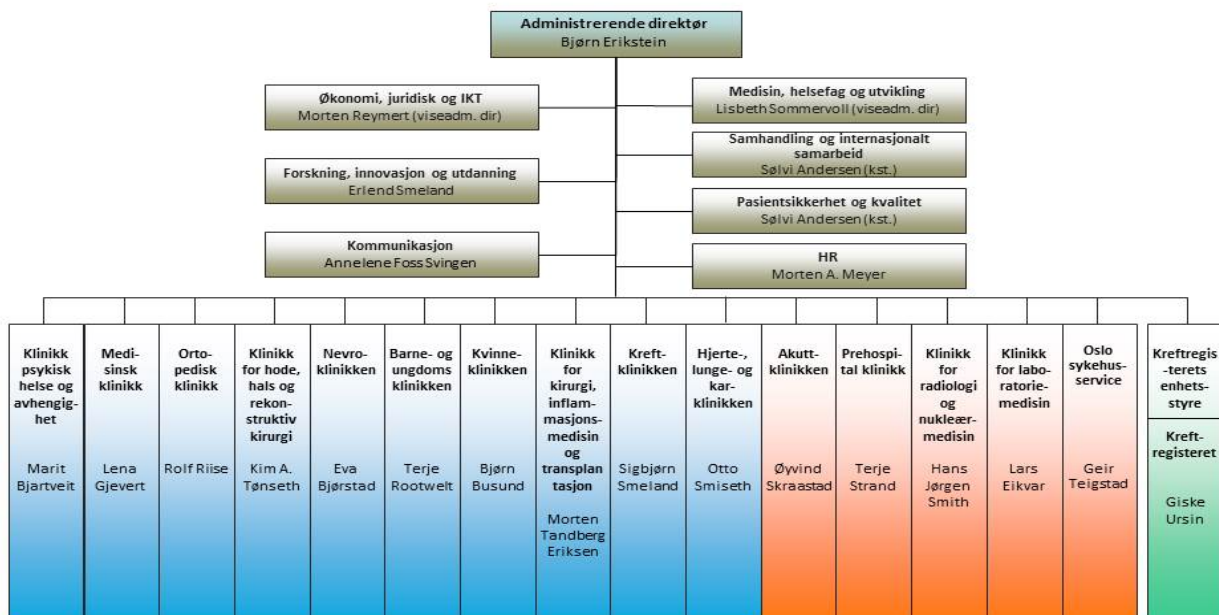 Administrerende direktør
Bjørn Erikstein
Økonomi, juridisk og IKT
Morten Reymert (viseadm. dir)
Medisin, helsefag og utvikling
Lisbeth Sommervoll (viseadm. dir)
Samhandling og internasjonalt
samarbeid
Sølvi Andersen (kst.)
Forskning, innovasjon og utdanning
Erlend Smeland
Pasientsikkerhet og kvalitet
Sølvi Andersen (kst.)
Kommunikasjon
Annelene Foss Svingen
HR
Morten A. Meyer
Klinikk
psykisk
helse og
avhengig-
het
Marit
Bjartveit
Medi-
sinsk
klinikk
Lena
Gjevert
Orto-
pedisk
klinikk
Rolf Riise
Klinikk
for hode,
hals og
rekon-
struktiv
kirurgi
Kim A.
Tønseth
Nevro-
klinikken
Eva
Bjørstad
Barne- og
ungdoms
klinikken
Terje
Rootwelt
Kvinne-
klinikken
Bjørn
Busund
Klinikk
for
kirurgi,
inflam-
masjons-
medisin
og
transplan
tasjon
Morten
Tandberg
Eriksen
Kreft-
klinikken
Sigbjørn
Smeland
Hjerte-,
lunge- og
kar-
klinikken
Otto
Smiseth
Akutt-
klinikken
Øyvind
Skraastad
Prehospi-
tal klinikk
Terje
Strand
Klinikk
for
radiologi
og
nukleær-
medisin
Hans
Jørgen
Smith
Klinikk
for labo-
ratorie-
medisin
Lars
Eikvar
Oslo
sykehus-
service
Geir
Teigstad
Kreftregis
-terets
enhets-
styre
Kreft-
registeret
Giske
Ursin